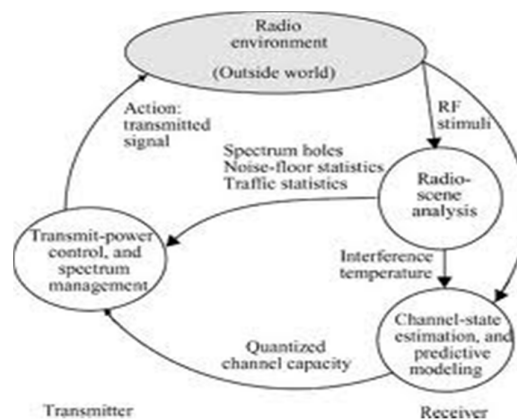 Radio
environment
(Outside world)
Action:
transmitted
signal
RF
stimuli
Spectrum holes
Noise-floor statistics
Traffic statistics
Radio-
scene
analysis
Transmit-power
control, and
spectrum
management
Interference
temperature
Channel-state
estimation, and
predictive
modeling
Quantized
channel capacity
Transmitter
Receiver